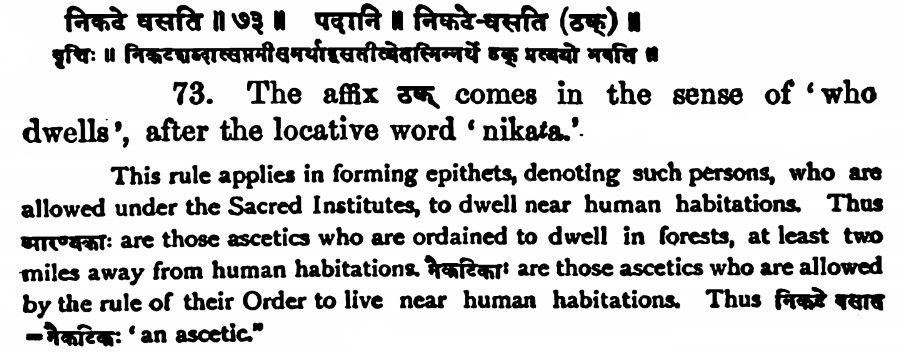 निकटे वसति ॥ ७३ ॥ पदानि ॥ निकटे-वसति (ठक्) ॥
वृत्तिः ॥ निकटशब्दात्सप्तमीसमर्थाद्वसतीत्येतस्मिन्नर्थे ठक् प्रत्ययो भवति ॥
73. The affix ठक् comes in the sense of ‘who
dwells’, after the locative word ‘nikata.’
This rule applies in forming epithets, denoting such persons, who are
allowed under the Sacred Institutes, to dwell near human habitations. Thus
आरण्यकाः are those ascetics who are ordained to dwell in forests, at least two
miles away from human habitations. नैकटिकाः are those ascetics who are allowed
by the rule of their Order to live near human habitations. Thus निकटे वसति
=नैकटिकः ‘an ascetic.”